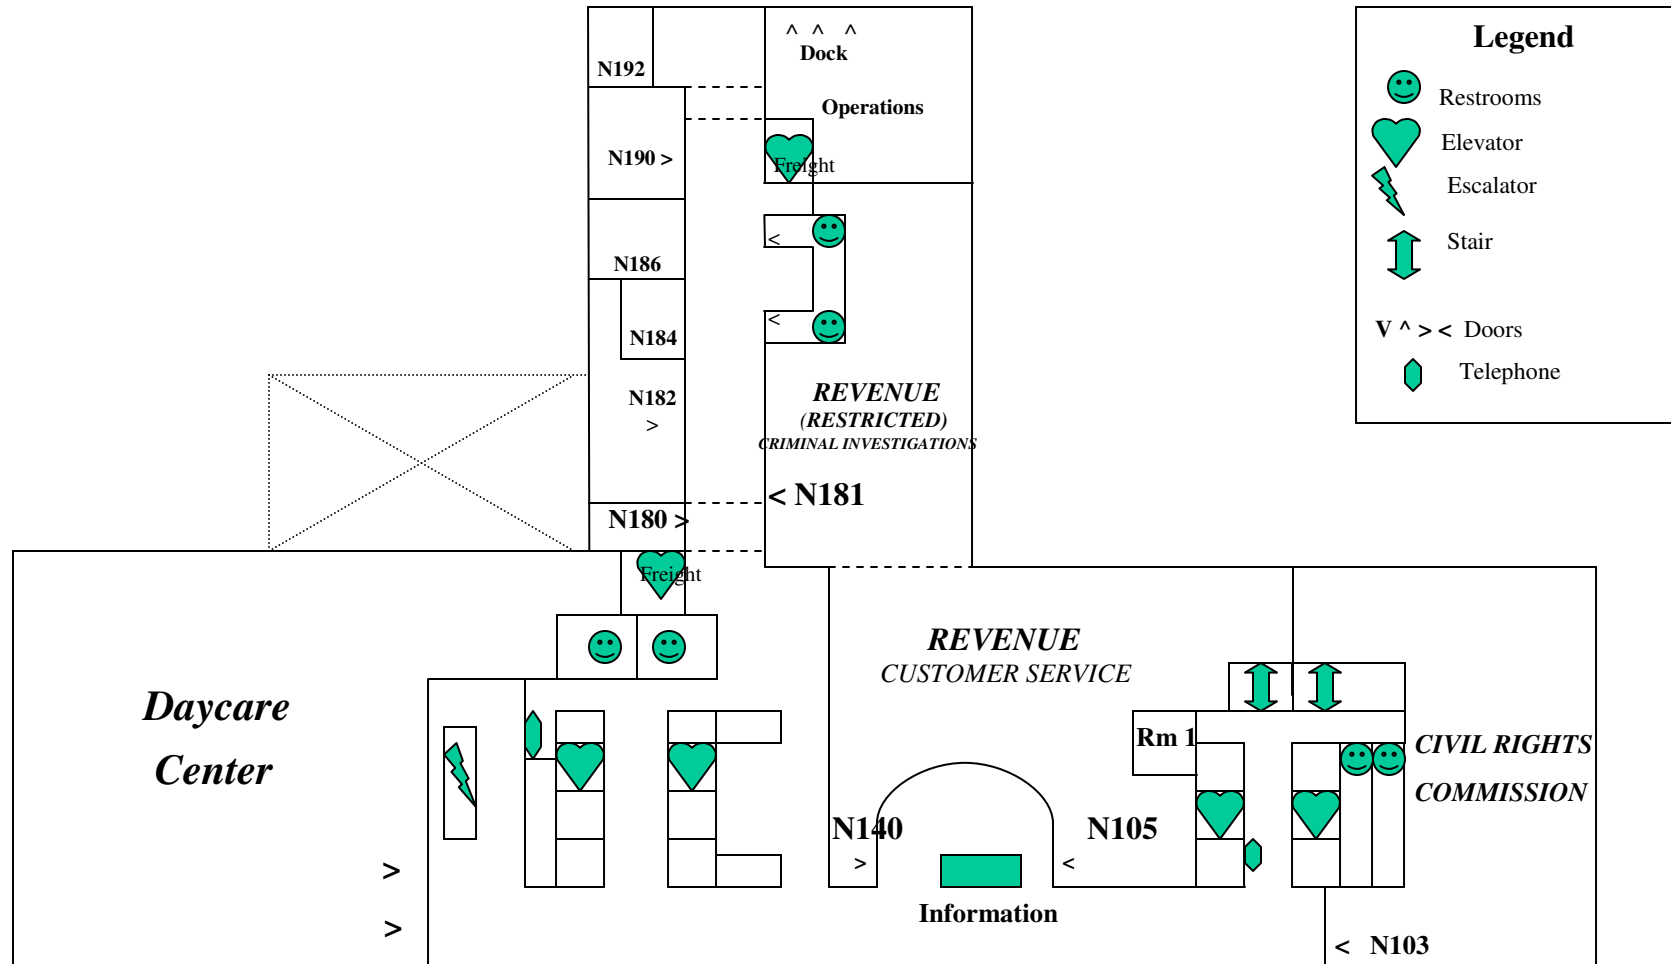 ^ ^ ^
Dock
N192
Operations
N190 >
Freight
<
N186
<
N184
REVENUE
(RESTRICTED)
CRIMINAL INVESTIGATIONS
N182
>
< N181
N180 >
Freight
Daycare
Center
>
>
REVENUE
CUSTOMER SERVICE
Rm 1
CIVIL RIGHTS
COMMISSION
N140
>
N105
<
Information
< N103
Legend
Restrooms
Elevator
Escalator
Stair
V ^ > < Doors
Telephone